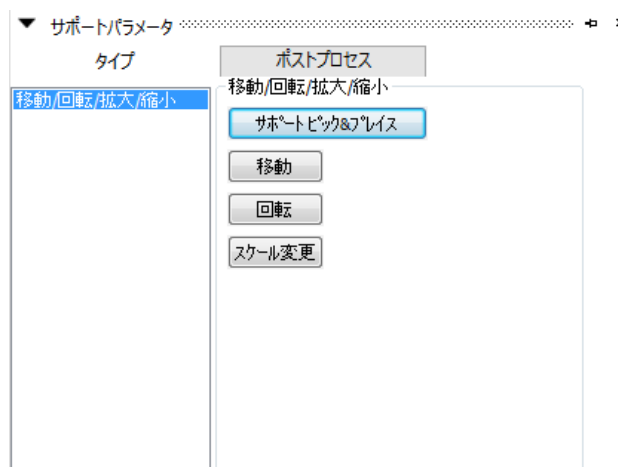 サポートパラメータ
タイプ
ポストプロセス
移動/回転/拡大/縮小
移動/回転/拡大/縮小
ｻﾎﾟｰﾄﾋﾟｯｸ&ﾌﾟﾚｲｽ
移動
回転
ｽｹｰﾙ変更